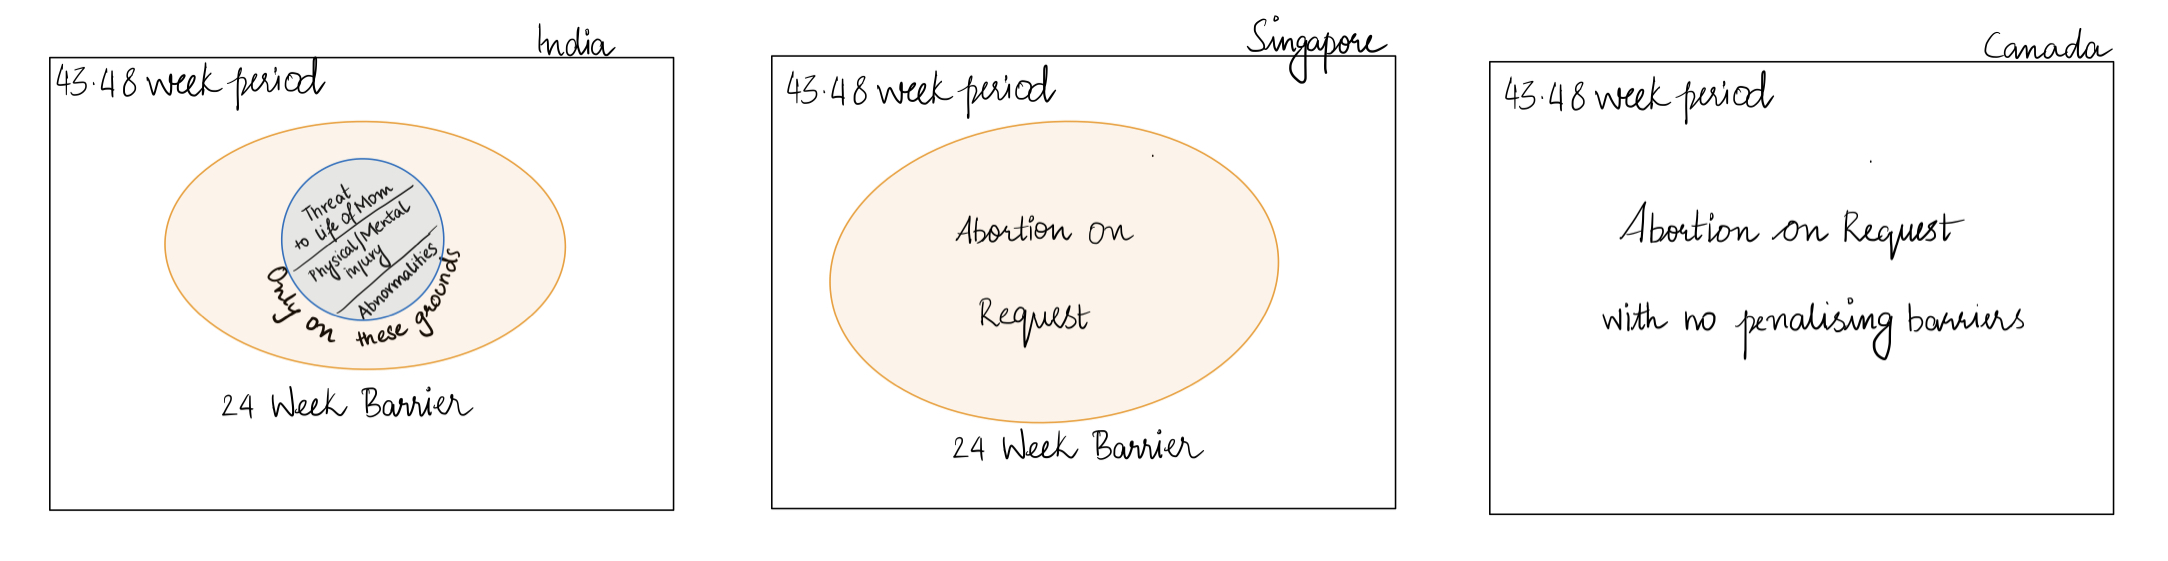 India
43.48 week period
Threat
to life of Mom
Physical/Mental
injury
Abnormalities
Only on these grounds
24 Week Barrier
Singapore
43.48 week period
Abortion on
Request
24 Week Barrier
Canada
43.48 week period
Abortion on Request
with no penalising barriers